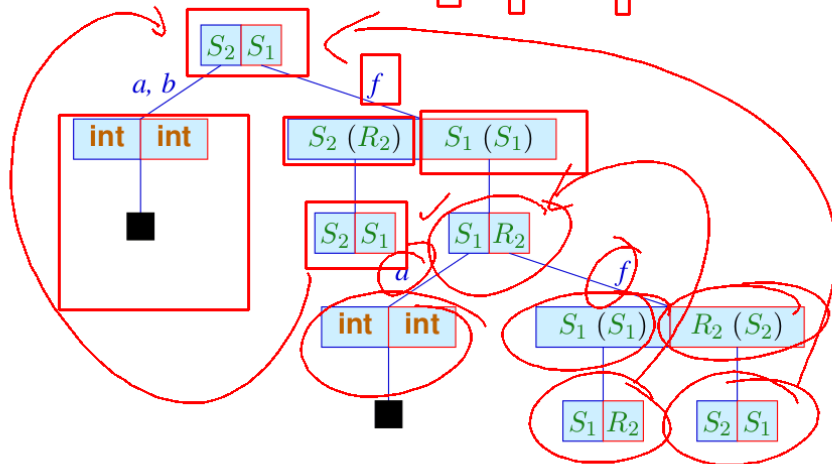 S₂ S₁
a, b f
int int S₂ (R₂) S₁ (S₁)
S₂ S₁ S₁ R₂
a f
int int S₁ (S₁) R₂ (S₂)
S₁ R₂ S₂ S₁